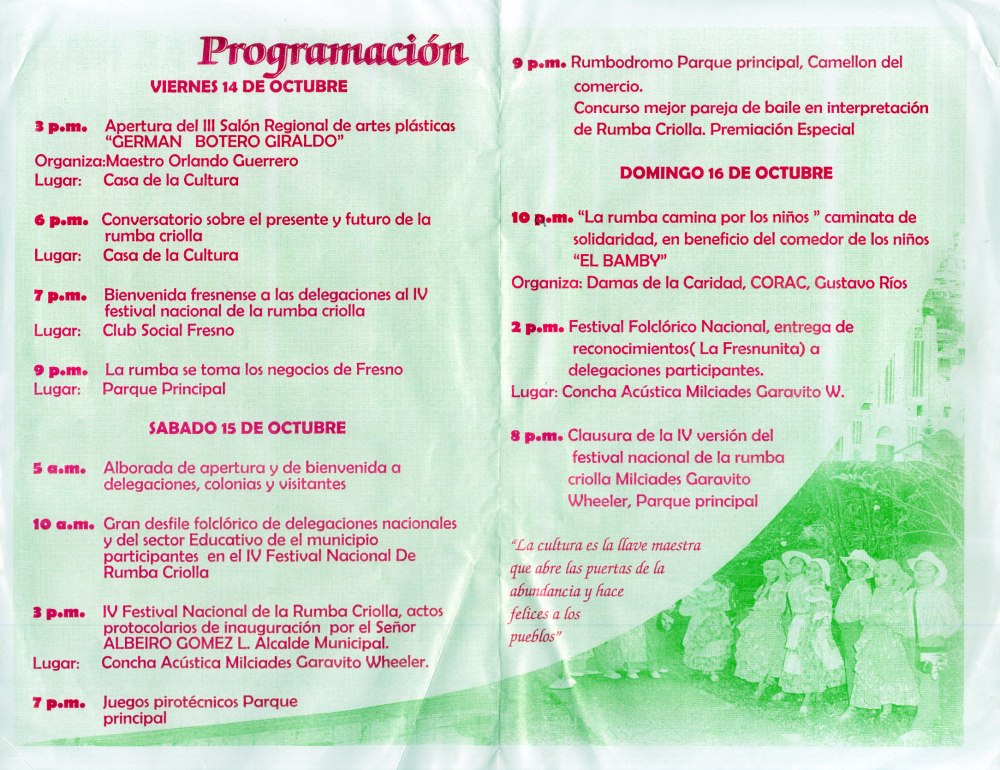 Programación
VIERNES 14 DE OCTUBRE
3 p.m. Apertura del III Salón Regional de artes plásticas
“GERMAN BOTERO GIRALDO”
Organiza:Maestro Orlando Guerrero
Lugar: Casa de la Cultura
6 p.m. Conversatorio sobre el presente y futuro de la
rumba criolla
Lugar: Casa de la Cultura
7 p.m. Bienvenida fresnense a las delegaciones al IV
festival nacional de la rumba criolla
Lugar: Club Social Fresno
9 p.m. La rumba se toma los negocios de Fresno
Lugar: Parque Principal
SABADO 15 DE OCTUBRE
5 a.m. Alborada de apertura y de bienvenida a
delegaciones, colonias y visitantes
10 a.m. Gran desfile folclórico de delegaciones nacionales
y del sector Educativo de el municipio
participantes en el IV Festival Nacional De
Rumba Criolla
3 p.m. IV Festival Nacional de la Rumba Criolla, actos
protocolarios de inauguración por el Señor
ALBEIRO GOMEZ L. Alcalde Municipal.
Lugar: Concha Acústica Milciades Garavito Wheeler.
7 p.m. Juegos pirotécnicos Parque
principal
9 p.m. Rumbodromo Parque principal, Camellon del
comercio.
Concurso mejor pareja de baile en interpretación
de Rumba Criolla. Premiación Especial
DOMINGO 16 DE OCTUBRE
10 p.m. “La rumba camina por los niños ” caminata de
solidaridad, en beneficio del comedor de los niños
“EL BAMBY”
Organiza: Damas de la Caridad, CORAC, Gustavo Ríos
2 p.m. Festival Folclórico Nacional, entrega de
reconocimientos( La Fresnunita) a
delegaciones participantes.
Lugar: Concha Acústica Milciades Garavito W.
8 p.m. Clausura de la IV versión del
festival nacional de la rumba
criolla Milciades Garavito
Wheeler, Parque principal
“La cultura es la llave maestra
que abre las puertas de la
abundancia y hace
felices a los
pueblos”